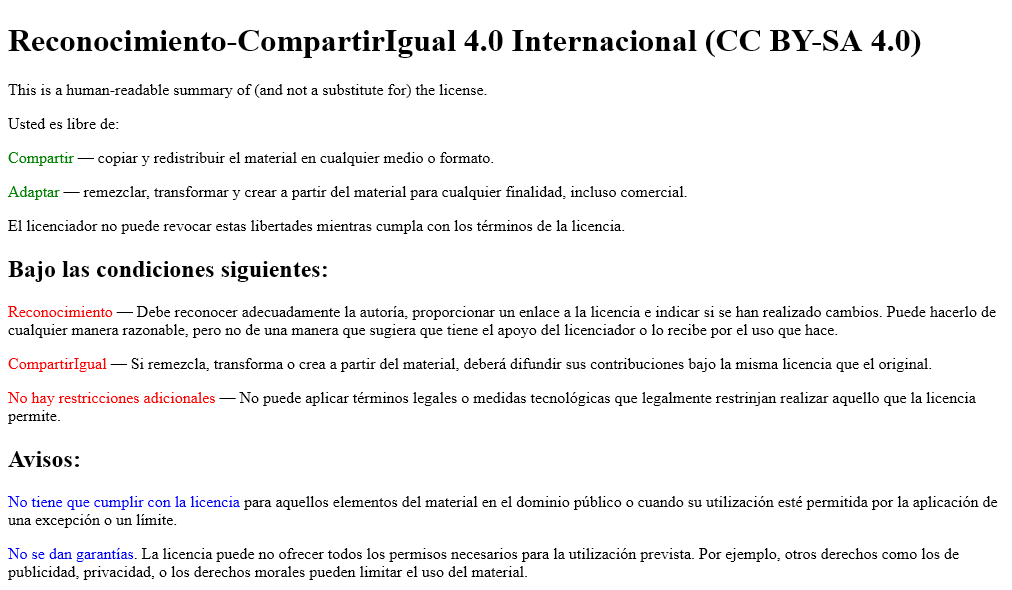 Reconocimiento-CompartirIgual 4.0 Internacional (CC BY-SA 4.0)
This is a human-readable summary of (and not a substitute for) the license.
Usted es libre de:
Compartir — copiar y redistribuir el material en cualquier medio o formato.
Adaptar — remezclar, transformar y crear a partir del material para cualquier finalidad, incluso comercial.
El licenciador no puede revocar estas libertades mientras cumpla con los términos de la licencia.
Bajo las condiciones siguientes:
Reconocimiento — Debe reconocer adecuadamente la autoría, proporcionar un enlace a la licencia e indicar si se han realizado cambios. Puede hacerlo de
cualquier manera razonable, pero no de una manera que sugiera que tiene el apoyo del licenciador o lo recibe por el uso que hace.
CompartirIgual — Si remezcla, transforma o crea a partir del material, deberá difundir sus contribuciones bajo la misma licencia que el original.
No hay restricciones adicionales — No puede aplicar términos legales o medidas tecnológicas que legalmente restrinjan realizar aquello que la licencia
permite.
Avisos:
No tiene que cumplir con la licencia para aquellos elementos del material en el dominio público o cuando su utilización esté permitida por la aplicación de
una excepción o un límite.
No se dan garantías. La licencia puede no ofrecer todos los permisos necesarios para la utilización prevista. Por ejemplo, otros derechos como los de
publicidad, privacidad, o los derechos morales pueden limitar el uso del material.